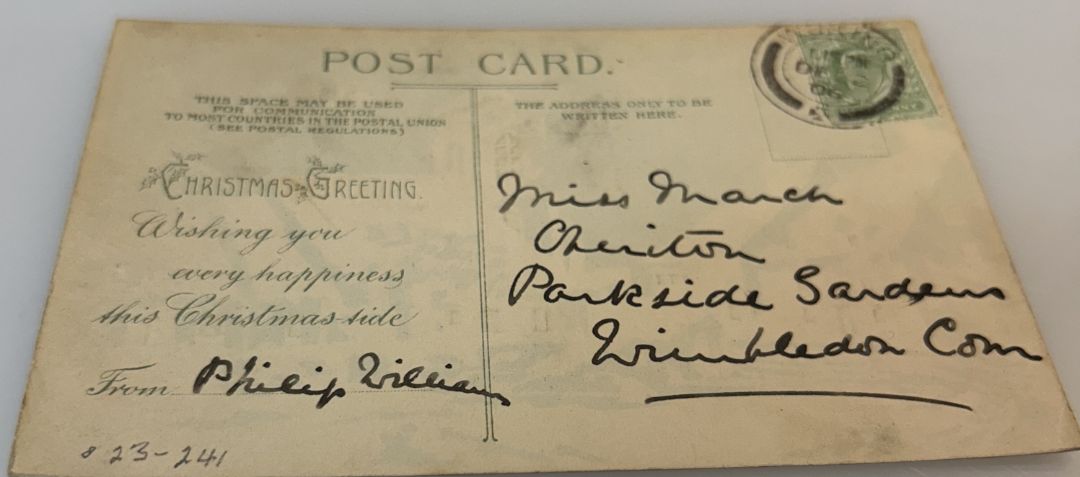 POST CARD.
THIS SPACE MAY BE USED
FOR COMMUNICATION
TO MOST COUNTRIES IN THE POSTAL UNION
(SEE POSTAL REGULATIONS)
CHRISTMAS GREETING.
Wishing you
every happiness
this Christmas-tide
From Philip Williams
23-241
THE ADDRESS ONLY TO BE
WRITTEN HERE.
Miss March
Cheriton
Parkside Gardens
Wimbledon Com